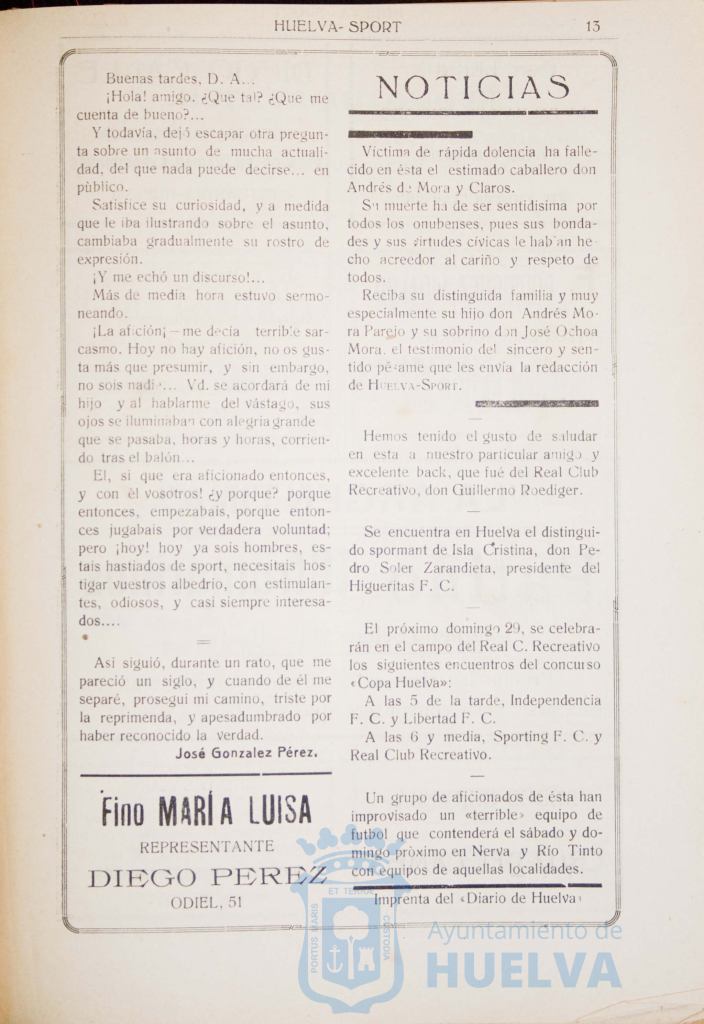 HUELVA-SPORT 13
Buenas tardes, D. A...
¡Hola! amigo. ¿Que tal? ¿Que me
cuenta de bueno?...
Y todavía, dejó escapar otra pregun-
ta sobre un asunto de mucha actuali-
dad, del que nada puede decirse... en
pùblico.
Satisfice su curiosidad, y a medida
que le iba ilustrando sobre el asunto,
cambiaba gradualmente su rostro de
expresión.
¡Y me echó un discurso!...
Más de media hora estuvo sermo-
neando.
¡La afición¡—me decía terrible sar-
casmo. Hoy no hay afición, no os gus-
ta más que presumir, y sin embargo,
no sois nadie... Vd. se acordará de mi
hijo y al hablarme del vástago, sus
ojos se iluminaban con alegria grande
que se pasaba, horas y horas, corrien-
do tras el balón...
El, si que era aficionado entonces,
y con èl vosotros! ¿y porque? porque
entonces, empezabais, porque enton-
ces jugabais por verdadera voluntad;
pero ¡hoy! hoy ya sois hombres, es-
tais hastiados de sport, necesitais hos-
tigar vuestros albedrio, con estimulan-
tes, odiosos, y casi siempre interesa-
dos....
Asi siguió, durante un rato, que me
pareció un siglo, y cuando de él me
separé, prosegui mi camino, triste por
la reprimenda, y apesadumbrado por
haber reconocido la verdad.
José Gonzalez Pérez.
Fino MARÍA LUISA
REPRESENTANTE
DIEGO PEREZ
ODIEL, 51
NOTICIAS
Víctima de rápida dolencia ha falle-
cido en ésta el estimado caballero don
Andrés de Mora y Claros.
Su muerte ha de ser sentidisima por
todos los onubenses, pues sus bonda-
des y sus virtudes cívicas le habían he-
cho acreedor al cariño y respeto de
todos.
Reciba su distinguida familia y muy
especialmente su hijo don Andrés Mo-
ra Parejo y su sobrino don José Ochoa
Mora, el testimonio del sincero y sen-
tido pésame que les envía la redacción
de HUELVA-SPORT.
Hemos tenido el gusto de saludar
en esta a nuestro particular amigo y
excelente back, que fué del Real Club
Recreativo, don Guillermo Roediger.
Se encuentra en Huelva el distingui-
do spormant de Isla Cristina, don Pe-
dro Soler Zarandieta, presidente del
Higueritas F. C.
El próximo domingo 29, se celebra-
rán en el campo del Real C. Recreativo
los siguientes encuentros del concurso
«Copa Huelva»:
A las 5 de la tarde, Independencia
F. C. y Libertad F. C.
A las 6 y media, Sporting F. C. y
Real Club Recreativo.
Un grupo de aficionados de ésta han
improvisado un «terrible» equipo de
futbol que contenderá el sábado y do-
mingo pròximo en Nerva y Río Tinto
con equipos de aquellas localidades.
Imprenta del «Diario de Huelva»
ET TERRAE
PORTUS MARIS
CUSTODIA
Ayuntamiento de
HUELVA